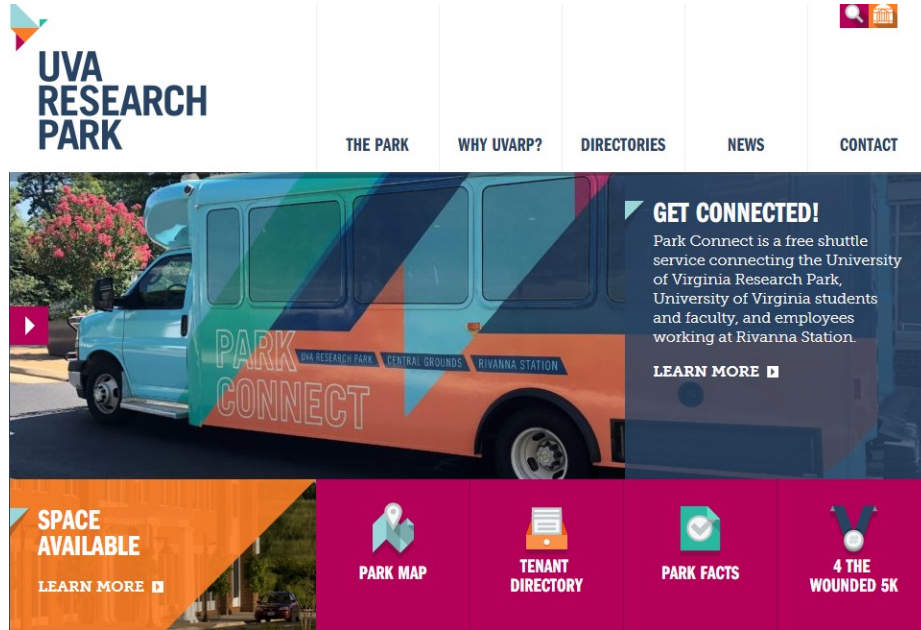 UVA
RESEARCH
PARK
THE PARK
WHY UVARP?
DIRECTORIES
NEWS
CONTACT
PARK
CONNECT
UVA RESEARCH PARK
CENTRAL GROUNDS
RIVANNA STATION
GET CONNECTED!
Park Connect is a free shuttle
service connecting the University
of Virginia Research Park,
University of Virginia students
and faculty, and employees
working at Rivanna Station.
LEARN MORE
SPACE
AVAILABLE
LEARN MORE
PARK MAP
TENANT
DIRECTORY
PARK FACTS
4 THE
WOUNDED 5K